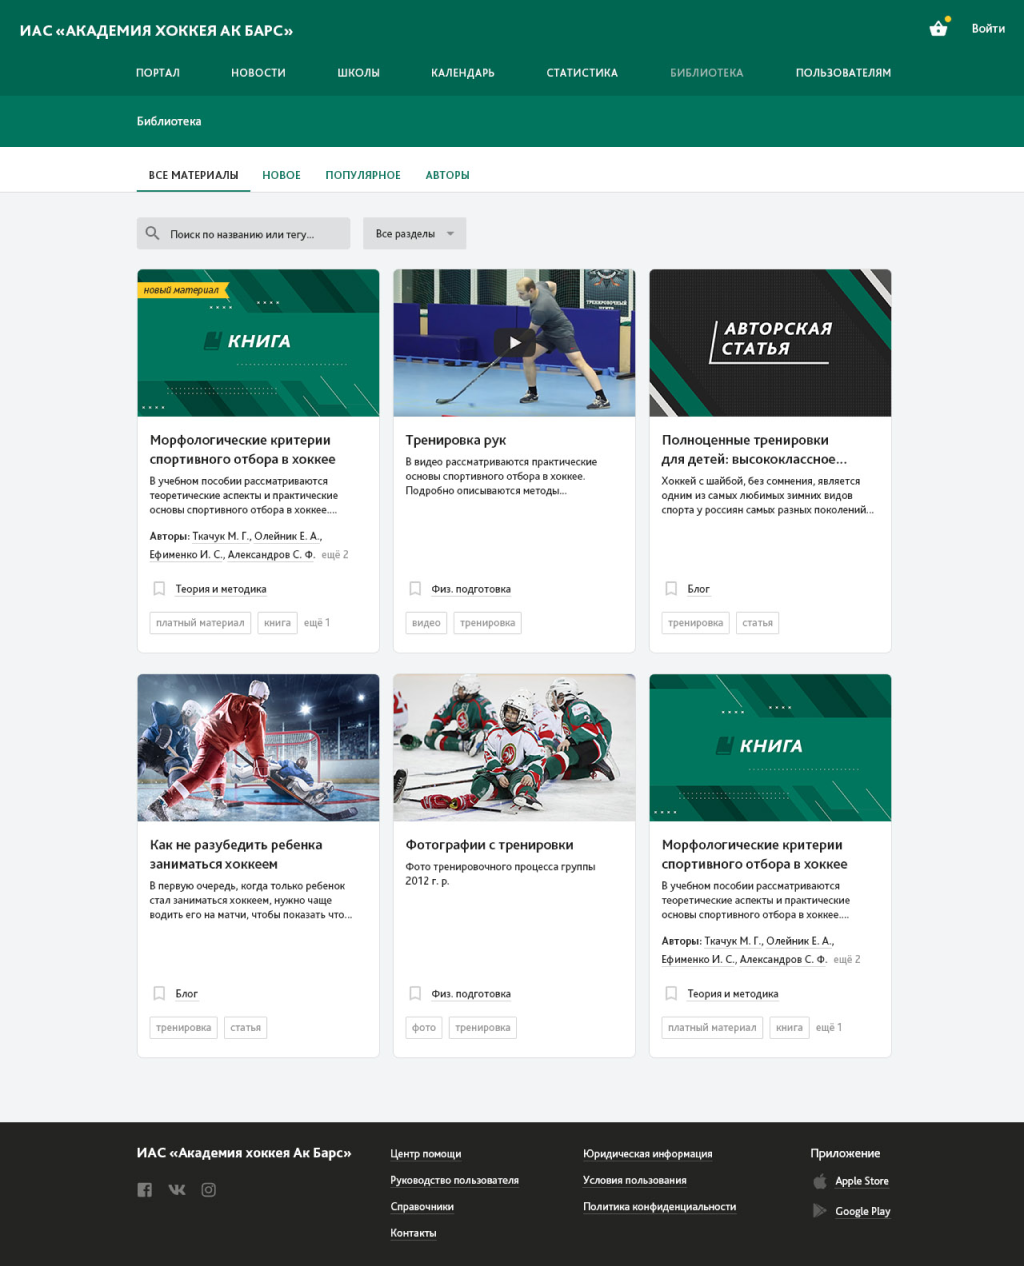 ИАС «АКАДЕМИЯ ХОККЕЯ АК БАРС»
Войти
ПОРТАЛ НОВОСТИ ШКОЛЫ КАЛЕНДАРЬ СТАТИСТИКА БИБЛИОТЕКА ПОЛЬЗОВАТЕЛЯМ
Библиотека
ВСЕ МАТЕРИАЛЫ НОВОЕ ПОПУЛЯРНОЕ АВТОРЫ
Поиск по названию или тегу...
Все разделы
новый материал
КНИГА
Морфологические критерии
спортивного отбора в хоккее
В учебном пособии рассматриваются
теоретические аспекты и практические
основы спортивного отбора в хоккее....
Авторы: Ткачук М. Г., Олейник Е. А.,
Ефименко И. С., Александров С. Ф. ещё 2
Теория и методика
платный материал книга ещё 1
ТРЕНИРОВОЧНЫЙ
Тренировка рук
В видео рассматриваются практические
основы спортивного отбора в хоккее.
Подробно описываются методы...
Физ. подготовка
видео тренировка
АВТОРСКАЯ
СТАТЬЯ
Полноценные тренировки
для детей: высококлассное...
Хоккей с шайбой, без сомнения, является
одним из самых любимых зимних видов
спорта у россиян самых разных поколений...
Блог
тренировка статья
Как не разубедить ребенка
заниматься хоккеем
В первую очередь, когда только ребенок
стал заниматься хоккеем, нужно чаще
водить его на матчи, чтобы показать что...
Блог
тренировка статья
Фотографии с тренировки
Фото тренировочного процесса группы
2012 г. р.
Физ. подготовка
фото тренировка
КНИГА
Морфологические критерии
спортивного отбора в хоккее
В учебном пособии рассматриваются
теоретические аспекты и практические
основы спортивного отбора в хоккее....
Авторы: Ткачук М. Г., Олейник Е. А.,
Ефименко И. С., Александров С. Ф. ещё 2
Теория и методика
платный материал книга ещё 1
ИАС «Академия хоккея Ак Барс»
Центр помощи
Руководство пользователя
Справочники
Контакты
Юридическая информация
Условия пользования
Политика конфиденциальности
Приложение
Apple Store
Google Play